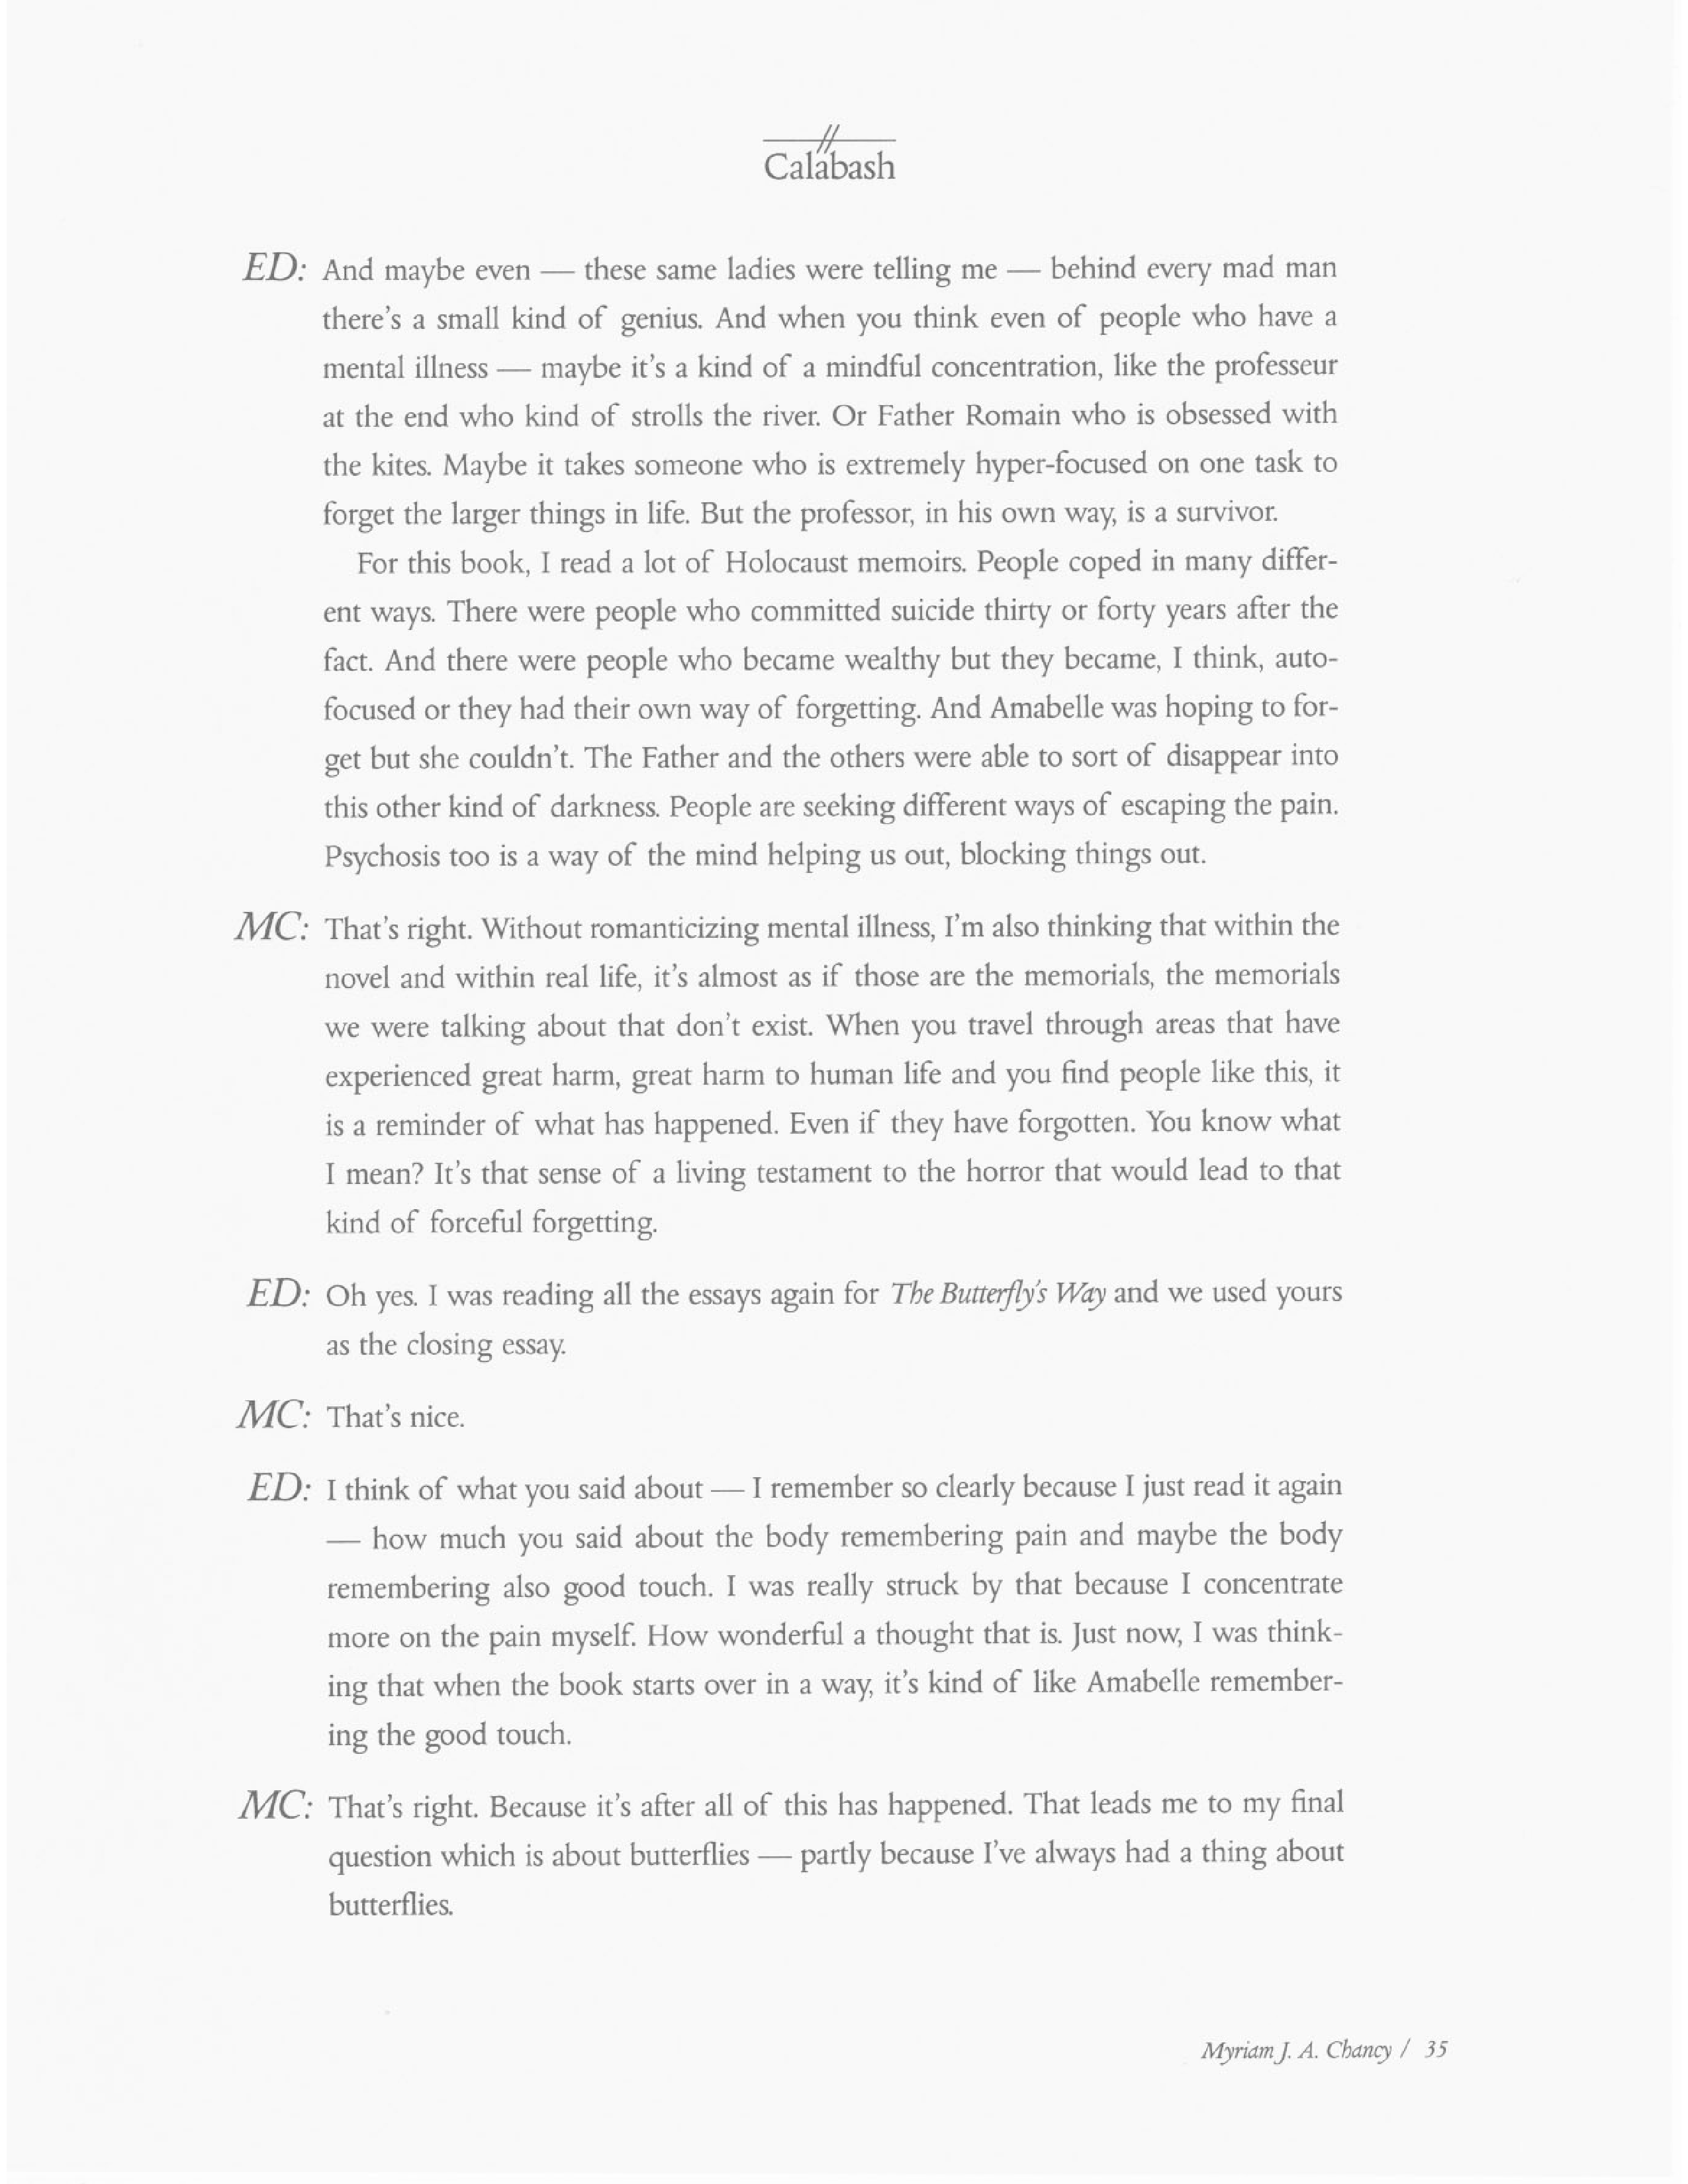 Calabash
ED: And maybe even — these same ladies were telling me — behind every mad man
there's a small kind of genius. And when you think even of people who have a
mental illness — maybe it's a kind of a mindful concentration, like the professeur
at the end who kind of strolls the river. Or Father Romain who is obsessed with
the kites. Maybe it takes someone who is extremely hyper-focused on one task to
forget the larger things in life. But the professor, in his own way, is a survivor.
For this book, I read a lot of Holocaust memoirs. People coped in many differ-
ent ways. There were people who committed suicide thirty or forty years after the
fact. And there were people who became wealthy but they became, I think, auto-
focused or they had their own way of forgetting. And Amabelle was hoping to for-
get but she couldn't. The Father and the others were able to sort of disappear into
this other kind of darkness. People are seeking different ways of escaping the pain.
Psychosis too is a way of the mind helping us out, blocking things out.
MC: That's right. Without romanticizing mental illness, I'm also thinking that within the
novel and within real life, it's almost as if those are the memorials, the memorials
we were talking about that don't exist. When you travel through areas that have
experienced great harm, great harm to human life and you find people like this, it
is a reminder of what has happened. Even if they have forgotten. You know what
I mean? It's that sense of a living testament to the horror that would lead to that
kind of forceful forgetting.
ED: Oh yes. I was reading all the essays again for The Butterfly's Way and we used yours
as the closing essay.
MC: That's nice.
ED: I think of what you said about — I remember so clearly because I just read it again
— how much you said about the body remembering pain and maybe the body
remembering also good touch. I was really struck by that because I concentrate
more on the pain myself. How wonderful a thought that is. Just now, I was think-
ing that when the book starts over in a way, it's kind of like Amabelle remember-
ing the good touch.
MC: That's right. Because it's after all of this has happened. That leads me to my final
question which is about butterflies — partly because I've always had a thing about
butterflies.
Myriam J. A. Chancy / 35